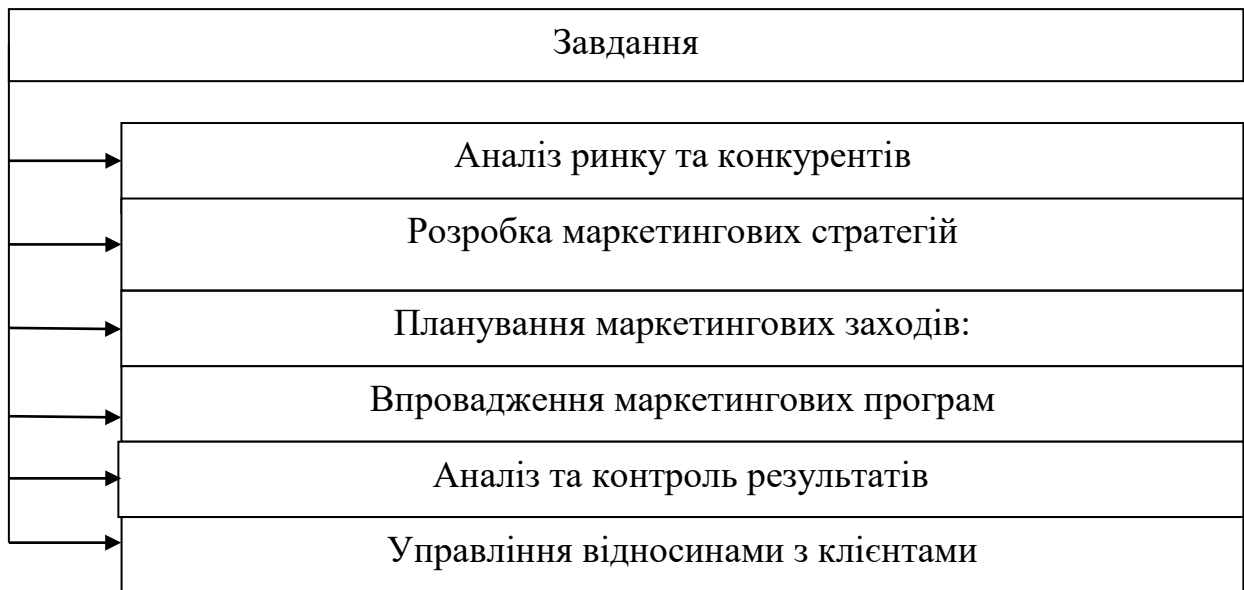 Завдання
Аналіз ринку та конкурентів
Розробка маркетингових стратегій
Планування маркетингових заходів:
Впровадження маркетингових програм
Аналіз та контроль результатів
Управління відносинами з клієнтами